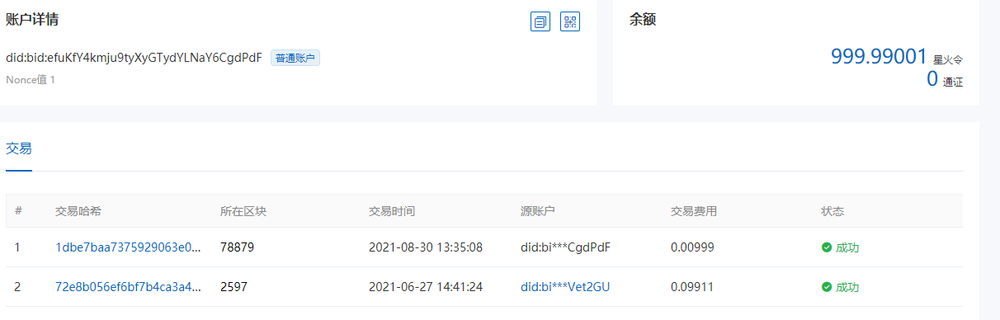 账户详情
did:bid:efuKfY4kmju9tyXyGTydYLNaY6CgdPdF 普通账户
Nonce值 1
余额
999.99001 星火令
0 通证
交易
# 交易哈希 所在区块 交易时间 源账户 交易费用 状态
1 1dbe7baa7375929063e0... 78879 2021-08-30 13:35:08 did:bi***CgdPdF 0.00999 成功
2 72e8b056ef6bf7b4ca3a4... 2597 2021-06-27 14:41:24 did:bi***Vet2GU 0.09911 成功